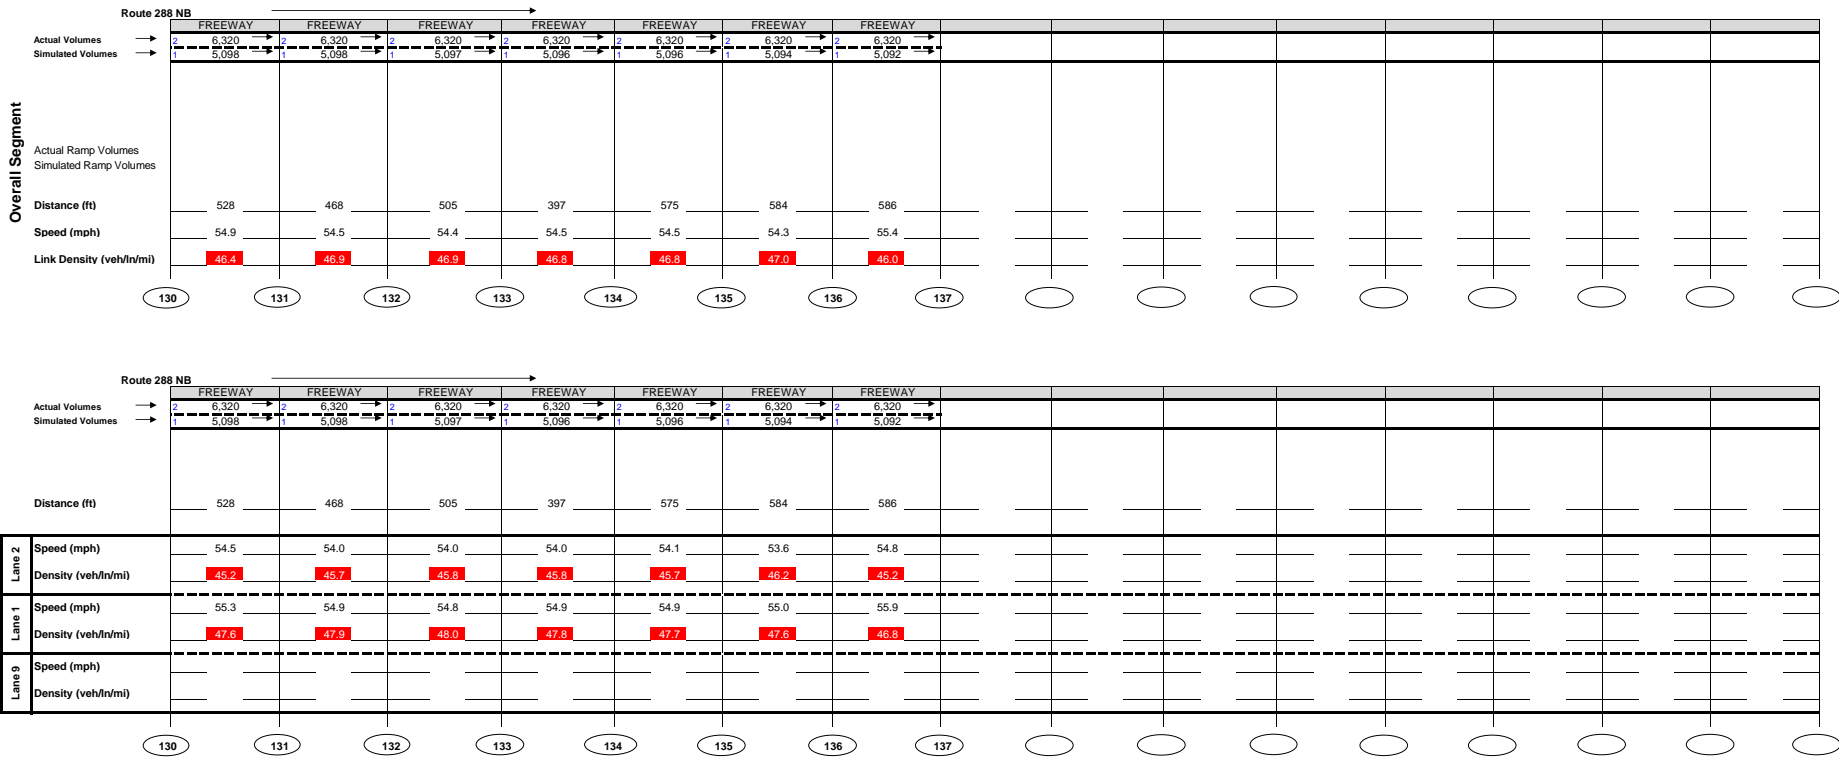 Route 288 NB
FREEWAY FREEWAY FREEWAY FREEWAY FREEWAY FREEWAY FREEWAY
Actual Volumes 2 6,320 2 6,320 2 6,320 2 6,320 2 6,320 2 6,320 2 6,320
Simulated Volumes 1 5,098 1 5,098 1 5,097 1 5,096 1 5,096 1 5,094 1 5,092
Overall Segment
Actual Ramp Volumes
Simulated Ramp Volumes
Distance (ft) 528 468 505 397 575 584 586
Speed (mph) 54.9 54.5 54.4 54.5 54.5 54.3 55.4
Link Density (veh/ln/mi) 46.4 46.9 46.9 46.8 46.8 47.0 46.0
130 131 132 133 134 135 136 137
Route 288 NB
FREEWAY FREEWAY FREEWAY FREEWAY FREEWAY FREEWAY FREEWAY
Actual Volumes 2 6,320 2 6,320 2 6,320 2 6,320 2 6,320 2 6,320 2 6,320
Simulated Volumes 1 5,098 1 5,098 1 5,097 1 5,096 1 5,096 1 5,094 1 5,092
Distance (ft) 528 468 505 397 575 584 586
Lane 2
Speed (mph) 54.5 54.0 54.0 54.0 54.1 53.6 54.8
Density (veh/ln/mi) 45.2 45.7 45.8 45.8 45.7 46.2 45.2
Lane 1
Speed (mph) 55.3 54.9 54.8 54.9 54.9 55.0 55.9
Density (veh/ln/mi) 47.6 47.9 48.0 47.8 47.7 47.6 46.8
Lane 9
Speed (mph)
Density (veh/ln/mi)
130 131 132 133 134 135 136 137